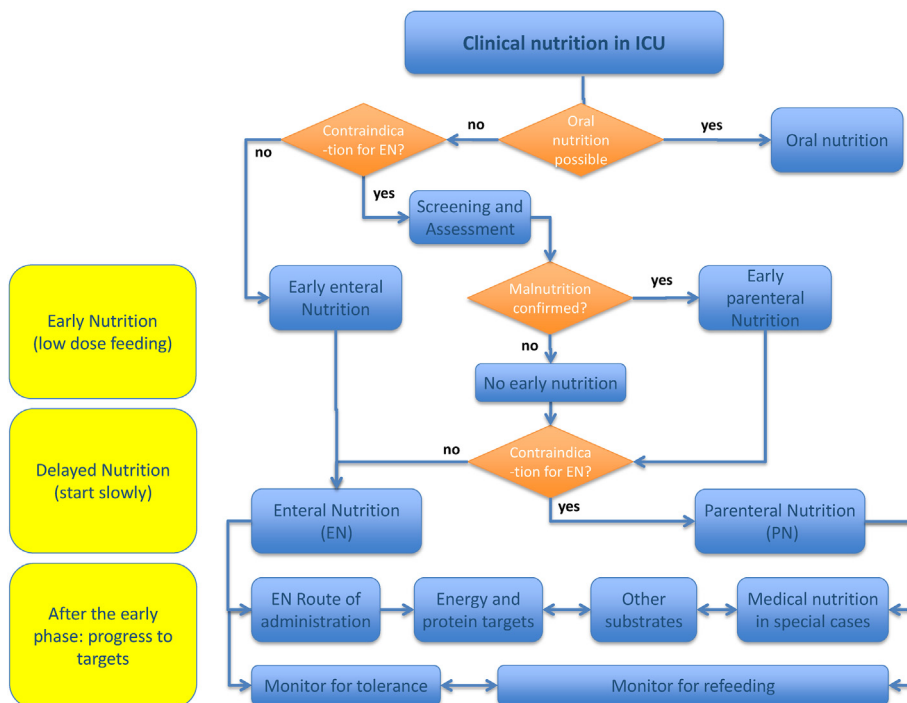 Clinical nutrition in ICU
Contraindica
-tion for EN?
no
Oral
nutrition
possible
yes
Oral nutrition
no
yes
Screening and
Assessment
Early Nutrition
(low dose feeding)
Early enteral
Nutrition
Malnutrition
confirmed?
yes
Early
parenteral
Nutrition
no
No early nutrition
Delayed Nutrition
(start slowly)
no
Contraindica
-tion for EN?
yes
Enteral Nutrition
(EN)
Parenteral Nutrition
(PN)
After the early
phase: progress to
targets
EN Route of
administration
Energy and
protein targets
Other
substrates
Medical nutrition
in special cases
Monitor for tolerance
Monitor for refeeding